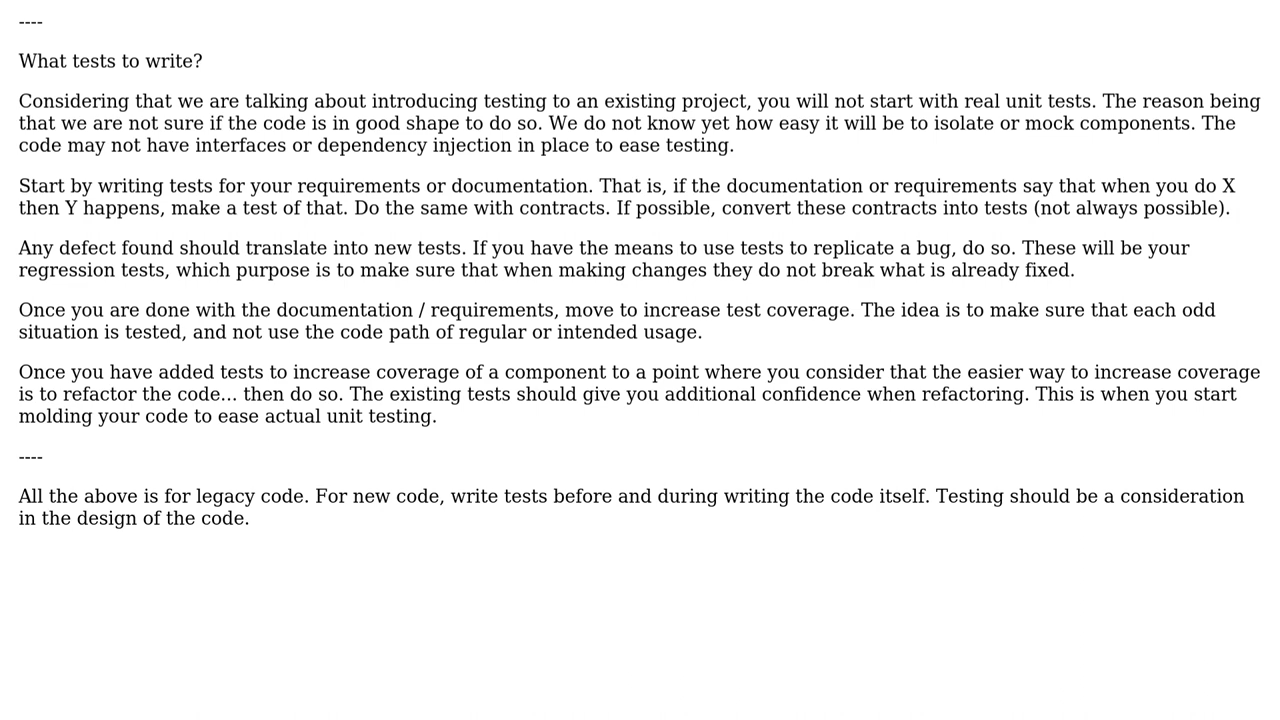 ----
What tests to write?
Considering that we are talking about introducing testing to an existing project, you will not start with real unit tests. The reason being
that we are not sure if the code is in good shape to do so. We do not know yet how easy it will be to isolate or mock components. The
code may not have interfaces or dependency injection in place to ease testing.
Start by writing tests for your requirements or documentation. That is, if the documentation or requirements say that when you do X
then Y happens, make a test of that. Do the same with contracts. If possible, convert these contracts into tests (not always possible).
Any defect found should translate into new tests. If you have the means to use tests to replicate a bug, do so. These will be your
regression tests, which purpose is to make sure that when making changes they do not break what is already fixed.
Once you are done with the documentation / requirements, move to increase test coverage. The idea is to make sure that each odd
situation is tested, and not use the code path of regular or intended usage.
Once you have added tests to increase coverage of a component to a point where you consider that the easier way to increase coverage
is to refactor the code... then do so. The existing tests should give you additional confidence when refactoring. This is when you start
molding your code to ease actual unit testing.
----
All the above is for legacy code. For new code, write tests before and during writing the code itself. Testing should be a consideration
in the design of the code.